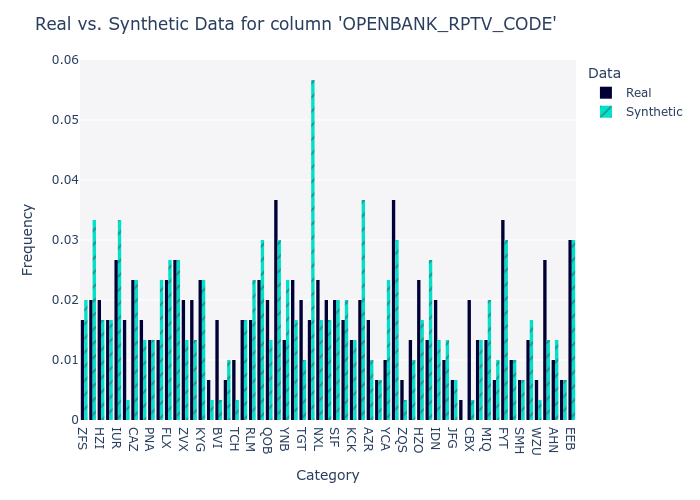 Real vs. Synthetic Data for column 'OPENBANK_RPTV_CODE'
Data
Real
Synthetic
Frequency
0.06
0.05
0.04
0.03
0.02
0.01
0
ZFS HZI IUR CAZ PNA FLX ZVX KYG BVI TCH RLM QOB YNB TGT NXL SIF KCK AZR YCA ZQS HZO IDN JFG CBX MIQ FYT SMH WZU AHN EEB
Category